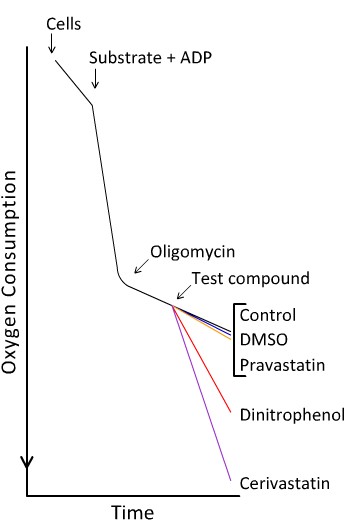 Cells
Substrate + ADP
Oxygen Consumption
Oligomycin
Test compound
Control
DMSO
Pravastatin
Dinitrophenol
Cerivastatin
Time